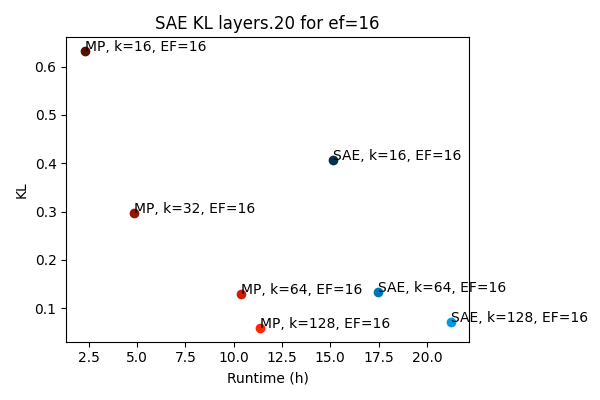 SAE KL layers.20 for ef=16
MP, k=16, EF=16
0.6
0.5
SAE, k=16, EF=16
0.4
KL
0.3
MP, k=32, EF=16
0.2
MP, k=64, EF=16
SAE, k=64, EF=16
0.1
MP, k=128, EF=16
SAE, k=128, EF=16
2.5 5.0 7.5 10.0 12.5 15.0 17.5 20.0
Runtime (h)